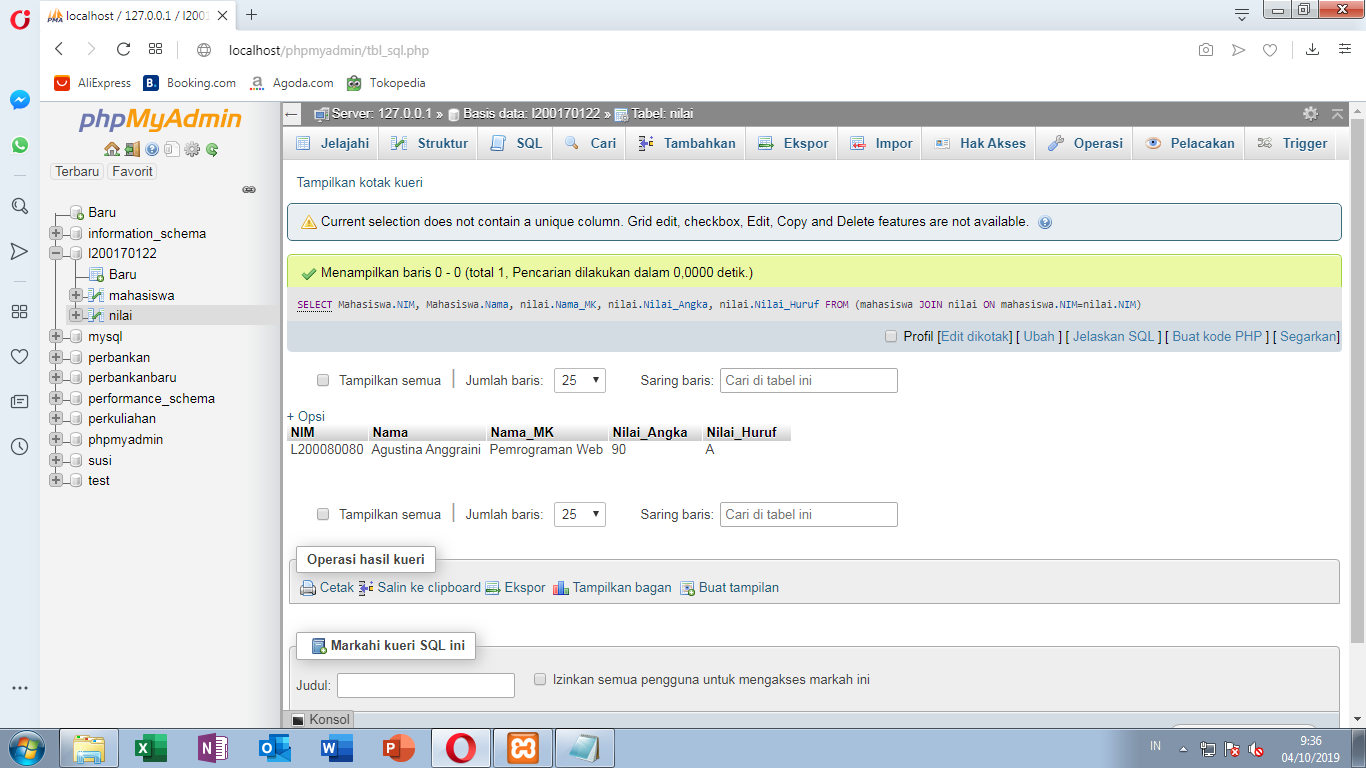 localhost / 127.0.0.1 / l2001
localhost/phpmyadmin/tbl_sql.php
AliExpress
B. Booking.com
a Agoda.com
Tokopedia
phpMyAdmin
Terbaru Favorit
Baru
information_schema
l200170122
Baru
mahasiswa
nilai
mysql
perbankan
perbankanbaru
performance_schema
perkuliahan
phpmyadmin
susi
test
Server: 127.0.0.1 » Basis data: l200170122 » Tabel: nilai
Jelajahi Struktur SQL Cari Tambahkan Ekspor Impor Hak Akses Operasi Pelacakan Trigger
Tampilkan kotak kueri
Current selection does not contain a unique column. Grid edit, checkbox, Edit, Copy and Delete features are not available.
Menampilkan baris 0 - 0 (total 1, Pencarian dilakukan dalam 0,0000 detik.)
SELECT Mahasiswa.NIM, Mahasiswa.Nama, nilai.Nama_MK, nilai.Nilai_Angka, nilai.Nilai_Huruf FROM (mahasiswa JOIN nilai ON mahasiswa.NIM=nilai.NIM)
Profil [Edit dikotak] [ Ubah ] [ Jelaskan SQL ] [ Buat kode PHP ] [ Segarkan]
Tampilkan semua Jumlah baris: 25 Saring baris: Cari di tabel ini
+ Opsi
NIM Nama Nama_MK Nilai_Angka Nilai_Huruf
L200080080 Agustina Anggraini Pemrograman Web 90 A
Tampilkan semua Jumlah baris: 25 Saring baris: Cari di tabel ini
Operasi hasil kueri
Cetak Salin ke clipboard Ekspor Tampilkan bagan Buat tampilan
Markahi kueri SQL ini
Judul: Izinkan semua pengguna untuk mengakses markah ini
Konsol
IN
9:36
04/10/2019